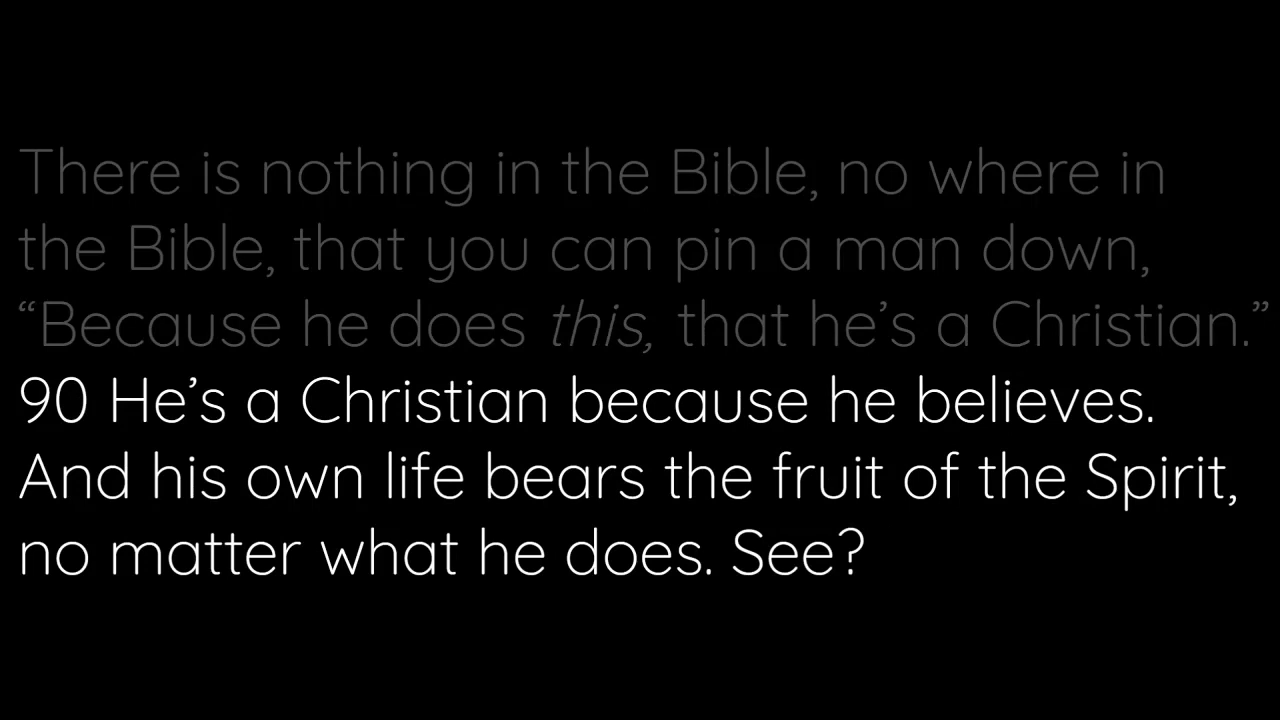 There is nothing in the Bible, no where in
the Bible, that you can pin a man down,
“Because he does this, that he’s a Christian.”
90 He’s a Christian because he believes.
And his own life bears the fruit of the Spirit,
no matter what he does. See?